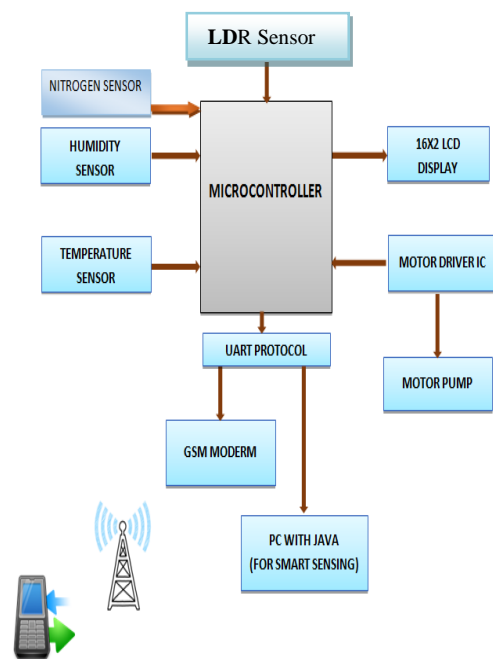 LDR Sensor
NITROGEN SENSOR
HUMIDITY
SENSOR
TEMPERATURE
SENSOR
MICROCONTROLLER
16X2 LCD
DISPLAY
MOTOR DRIVER IC
MOTOR PUMP
UART PROTOCOL
GSM MODERM
PC WITH JAVA
(FOR SMART SENSING)